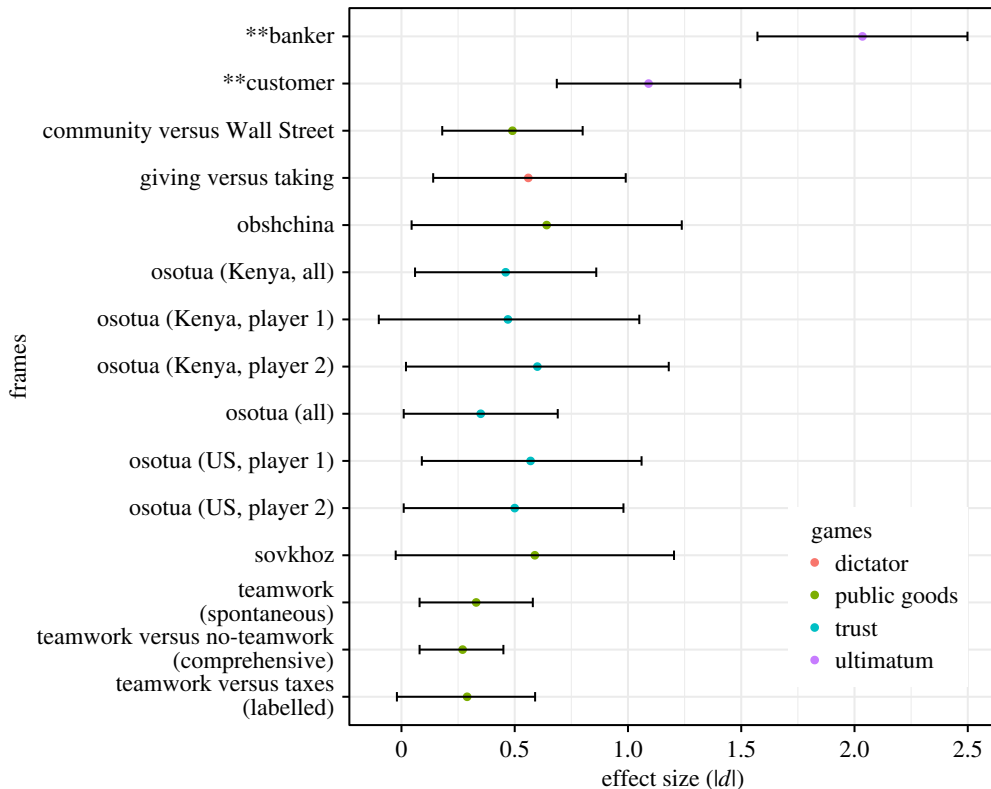 **banker
**customer
community versus Wall Street
giving versus taking
obshchina
osotua (Kenya, all)
osotua (Kenya, player 1)
osotua (Kenya, player 2)
osotua (all)
osotua (US, player 1)
osotua (US, player 2)
sovkhoz
teamwork
(spontaneous)
teamwork versus no-teamwork
(comprehensive)
teamwork versus taxes
(labelled)
frames
games
dictator
public goods
trust
ultimatum
0 0.5 1.0 1.5 2.0 2.5
effect size (|d|)